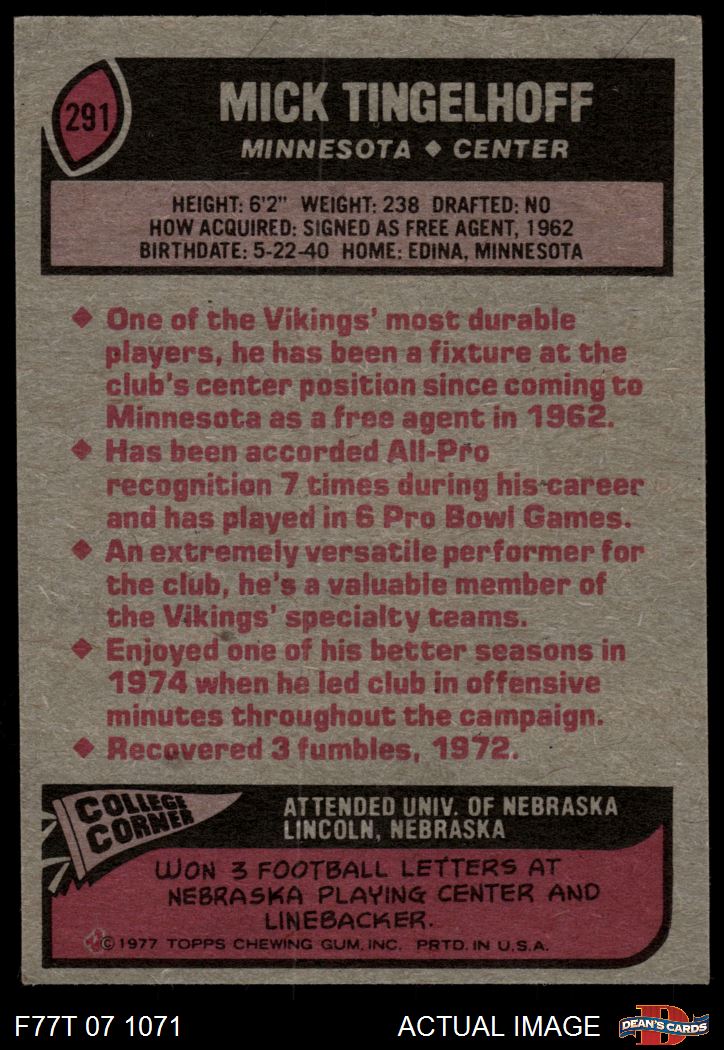 291
MICK TINGELHOFF
MINNESOTA ◆ CENTER
HEIGHT: 6'2" WEIGHT: 238 DRAFTED: NO
HOW ACQUIRED: SIGNED AS FREE AGENT, 1962
BIRTHDATE: 5-22-40 HOME: EDINA, MINNESOTA
◆ One of the Vikings' most durable
players, he has been a fixture at the
club's center position since coming to
Minnesota as a free agent in 1962.
◆ Has been accorded All-Pro
recognition 7 times during his career
and has played in 6 Pro Bowl Games.
◆ An extremely versatile performer for
the club, he's a valuable member of
the Vikings' specialty teams.
◆ Enjoyed one of his better seasons in
1974 when he led club in offensive
minutes throughout the campaign.
◆ Recovered 3 fumbles, 1972.
COLLEGE
CORNER
ATTENDED UNIV. OF NEBRASKA
LINCOLN, NEBRASKA
WON 3 FOOTBALL LETTERS AT
NEBRASKA PLAYING CENTER AND
LINEBACKER.
© 1977 TOPPS CHEWING GUM, INC. PRTD. IN U.S.A.
F77T 07 1071
ACTUAL IMAGE
D
DEAN'S CARDS